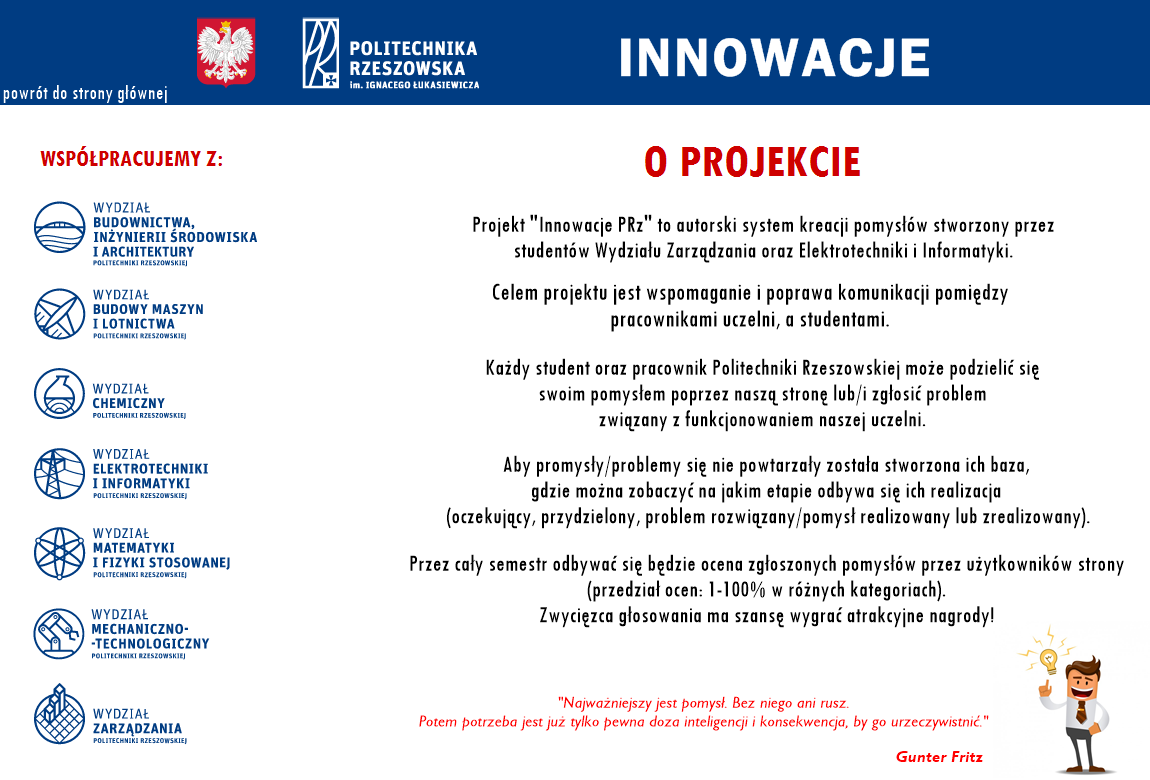 powrót do strony głównej
POLITECHNIKA
RZESZOWSKA
im. IGNACEGO ŁUKASIEWICZA
INNOWACJE
WSPÓŁPRACUJEMY Z:
WYDZIAŁ
BUDOWNICTWA,
INŻYNIERII ŚRODOWISKA
I ARCHITEKTURY
POLITECHNIKI RZESZOWSKIEJ
WYDZIAŁ
BUDOWY MASZYN
I LOTNICTWA
POLITECHNIKI RZESZOWSKIEJ
WYDZIAŁ
CHEMICZNY
POLITECHNIKI RZESZOWSKIEJ
WYDZIAŁ
ELEKTROTECHNIKI
I INFORMATYKI
POLITECHNIKI RZESZOWSKIEJ
WYDZIAŁ
MATEMATYKI
I FIZYKI STOSOWANEJ
POLITECHNIKI RZESZOWSKIEJ
WYDZIAŁ
MECHANICZNO-
-TECHNOLOGICZNY
POLITECHNIKI RZESZOWSKIEJ
WYDZIAŁ
ZARZĄDZANIA
POLITECHNIKI RZESZOWSKIEJ
O PROJEKCIE
Projekt "Innowacje PRz" to autorski system kreacji pomysłów stworzony przez
studentów Wydziału Zarządzania oraz Elektrotechniki i Informatyki.
Celem projektu jest wspomaganie i poprawa komunikacji pomiędzy
pracownikami uczelni, a studentami.
Każdy student oraz pracownik Politechniki Rzeszowskiej może podzielić się
swoim pomysłem poprzez naszą stronę lub/i zgłosić problem
związany z funkcjonowaniem naszej uczelni.
Aby promysły/problemy się nie powtarzały została stworzona ich baza,
gdzie można zobaczyć na jakim etapie odbywa się ich realizacja
(oczekujący, przydzielony, problem rozwiązany/pomysł realizowany lub zrealizowany).
Przez cały semestr odbywać się będzie ocena zgłoszonych pomysłów przez użytkowników strony
(przedział ocen: 1-100% w różnych kategoriach).
Zwycięzca głosowania ma szansę wygrać atrakcyjne nagrody!
"Najważniejszy jest pomysł. Bez niego ani rusz.
Potem potrzeba jest już tylko pewna doza inteligencji i konsekwencja, by go urzeczywistnić."
Gunter Fritz